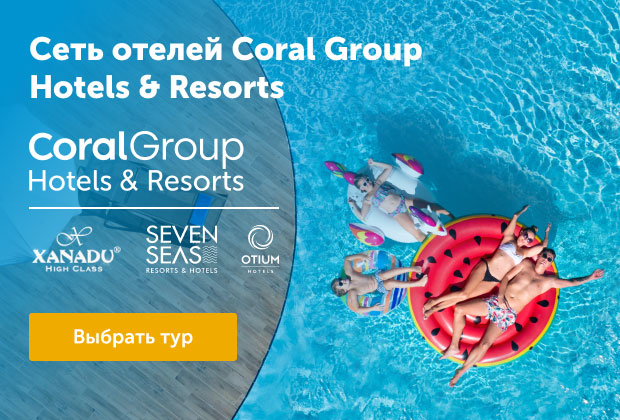 Сеть отелей Coral Group
Hotels & Resorts
CoralGroup
Hotels & Resorts
XANADU®
HIGH CLASS
SEVEN
SEAS
RESORTS & HOTELS
OTIUM
HOTELS
Выбрать тур